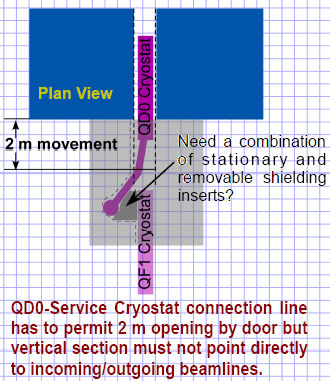 QD0 Cryostat
Plan View
2 m movement
Need a combination
of stationary and
removable shielding
inserts?
QF1 Cryostat
QD0-Service Cryostat connection line
has to permit 2 m opening by door but
vertical section must not point directly
to incoming/outgoing beamlines.